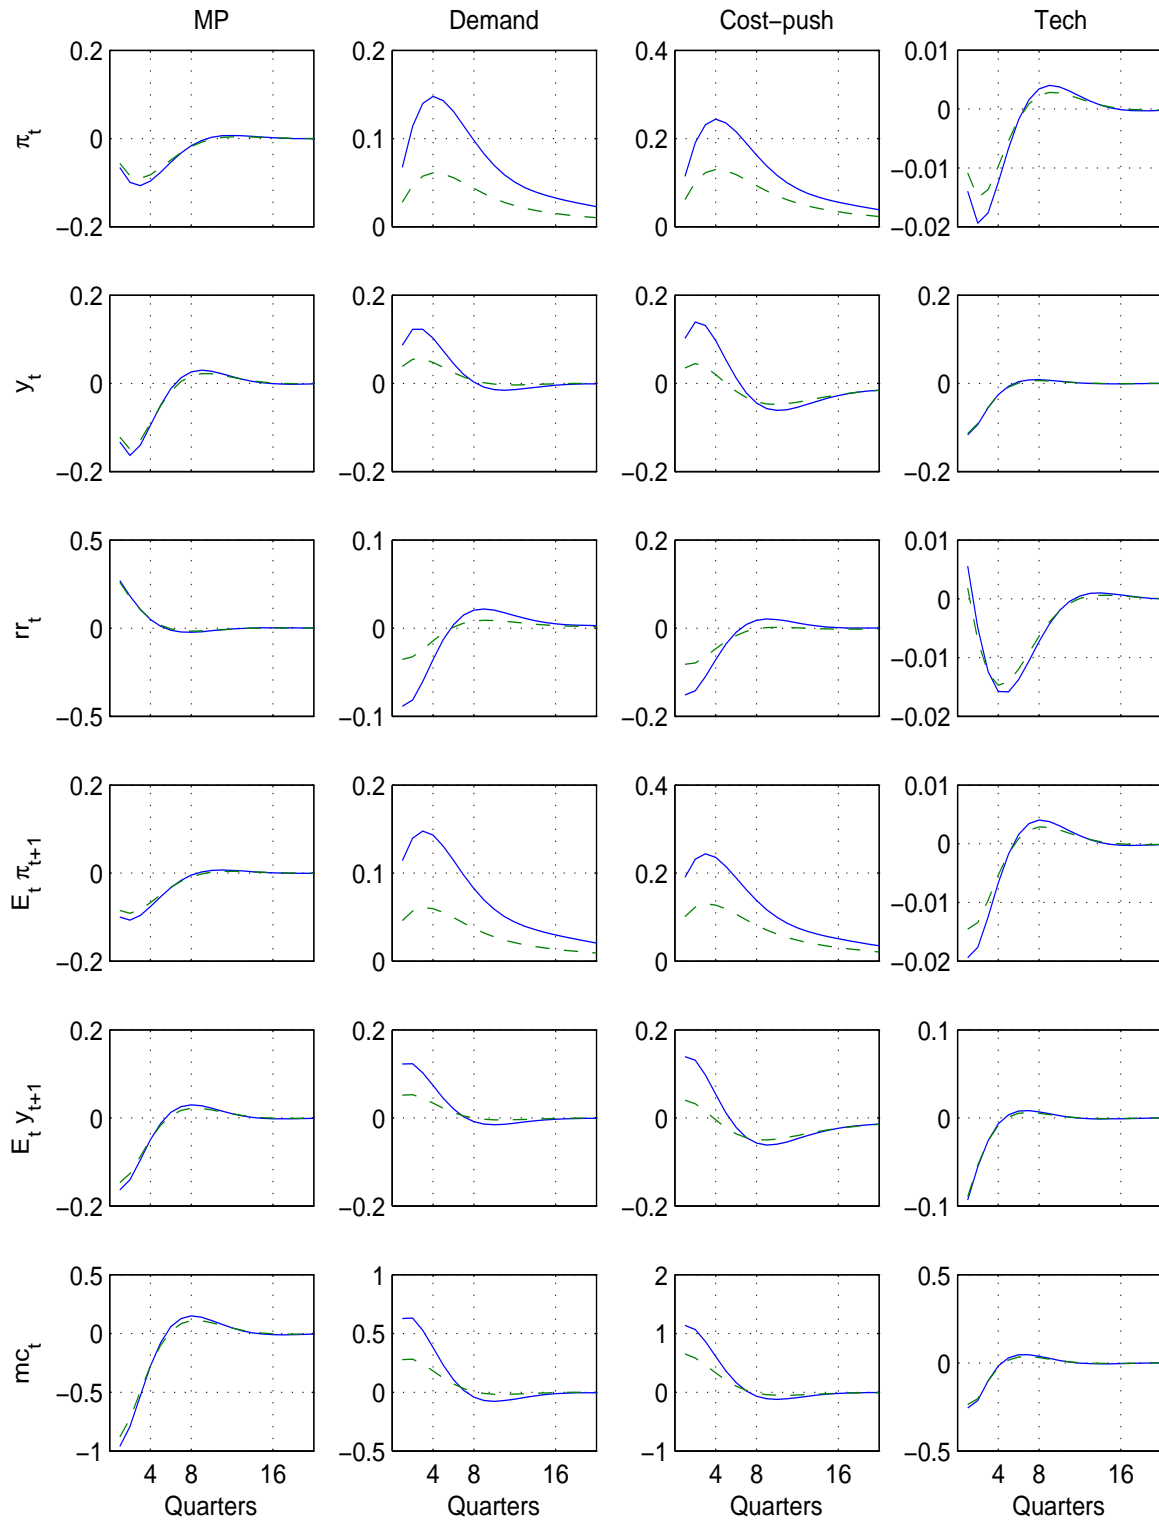 MP Demand Cost-push Tech
π_t
0.2 0 −0.2
0.2 0.1 0
0.4 0.2 0
0.01 0 −0.01 −0.02
y_t
0.2 0 −0.2
0.2 0 −0.2
0.2 0 −0.2
0.2 0 −0.2
rr_t
0.5 0 −0.5
0.1 0 −0.1
0.2 0 −0.2
0.01 0 −0.01 −0.02
E_t π_{t+1}
0.2 0 −0.2
0.2 0.1 0
0.4 0.2 0
0.01 0 −0.01 −0.02
E_t y_{t+1}
0.2 0 −0.2
0.2 0 −0.2
0.2 0 −0.2
0.1 0 −0.1
mc_t
0.5 0 −0.5 −1
1 0.5 0 −0.5
2 1 0 −1
0.5 0 −0.5
4 8 16 4 8 16 4 8 16 4 8 16
Quarters Quarters Quarters Quarters